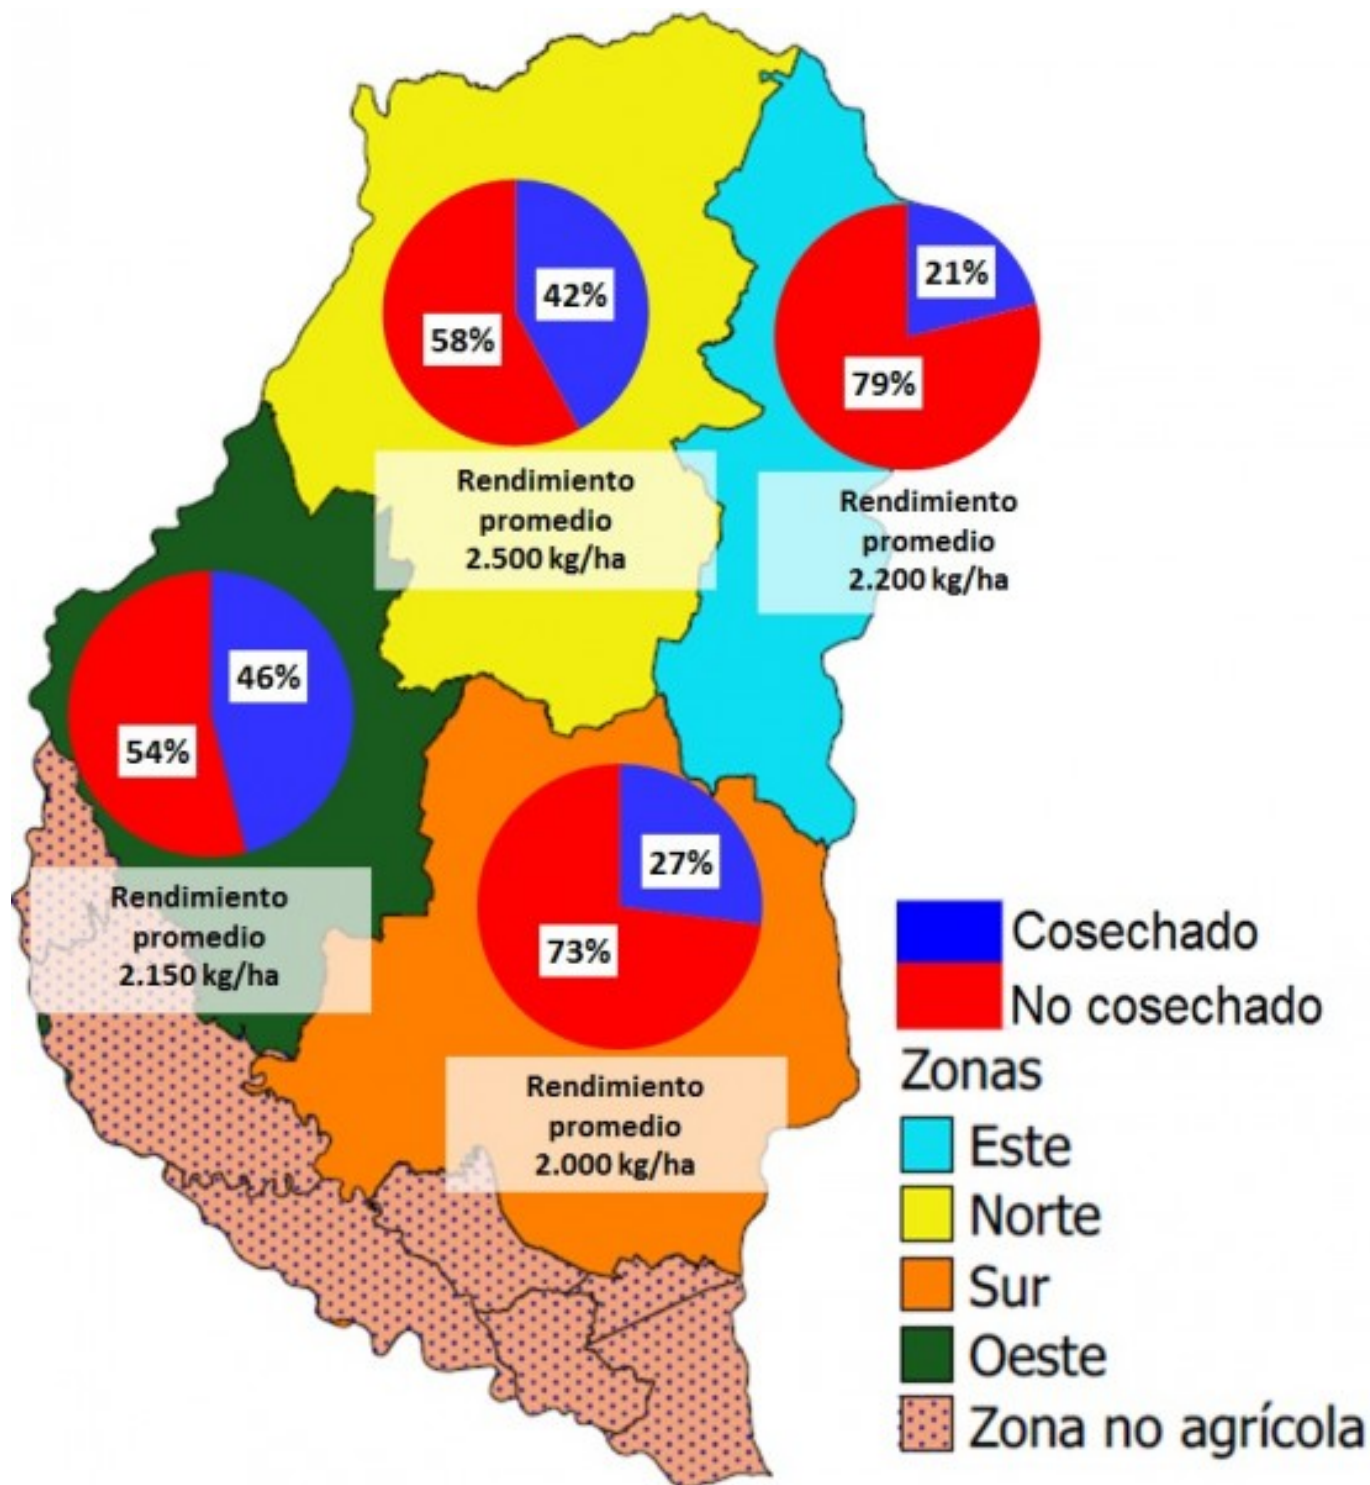 42%
58%
Rendimiento
promedio
2.500 kg/ha
21%
79%
Rendimiento
promedio
2.200 kg/ha
46%
54%
Rendimiento
promedio
2.150 kg/ha
27%
73%
Rendimiento
promedio
2.000 kg/ha
Cosechado
No cosechado
Zonas
Este
Norte
Sur
Oeste
Zona no agrícola